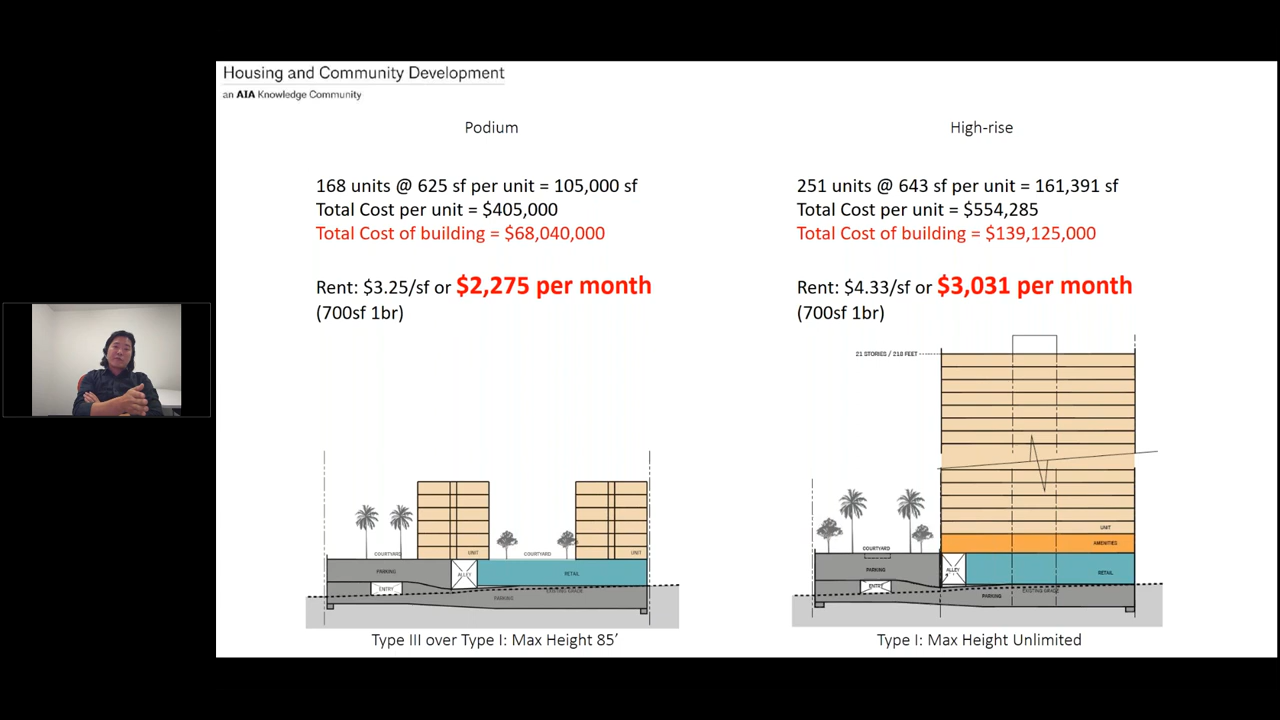 Housing and Community Development
an AIA Knowledge Community
Podium
168 units @ 625 sf per unit = 105,000 sf
Total Cost per unit = $405,000
Total Cost of building = $68,040,000
Rent: $3.25/sf or $2,275 per month
(700sf 1br)
COURTYARD
UNIT
COURTYARD
UNIT
PARKING
ALLEY
RETAIL
ENTRY
EXISTING GRADE
PARKING
Type III over Type I: Max Height 85’
High-rise
251 units @ 643 sf per unit = 161,391 sf
Total Cost per unit = $554,285
Total Cost of building = $139,125,000
Rent: $4.33/sf or $3,031 per month
(700sf 1br)
21 STORIES / 218 FEET
UNIT
AMENITIES
COURTYARD
PARKING
ALLEY
RETAIL
ENTRY
EXISTING GRADE
PARKING
Type I: Max Height Unlimited